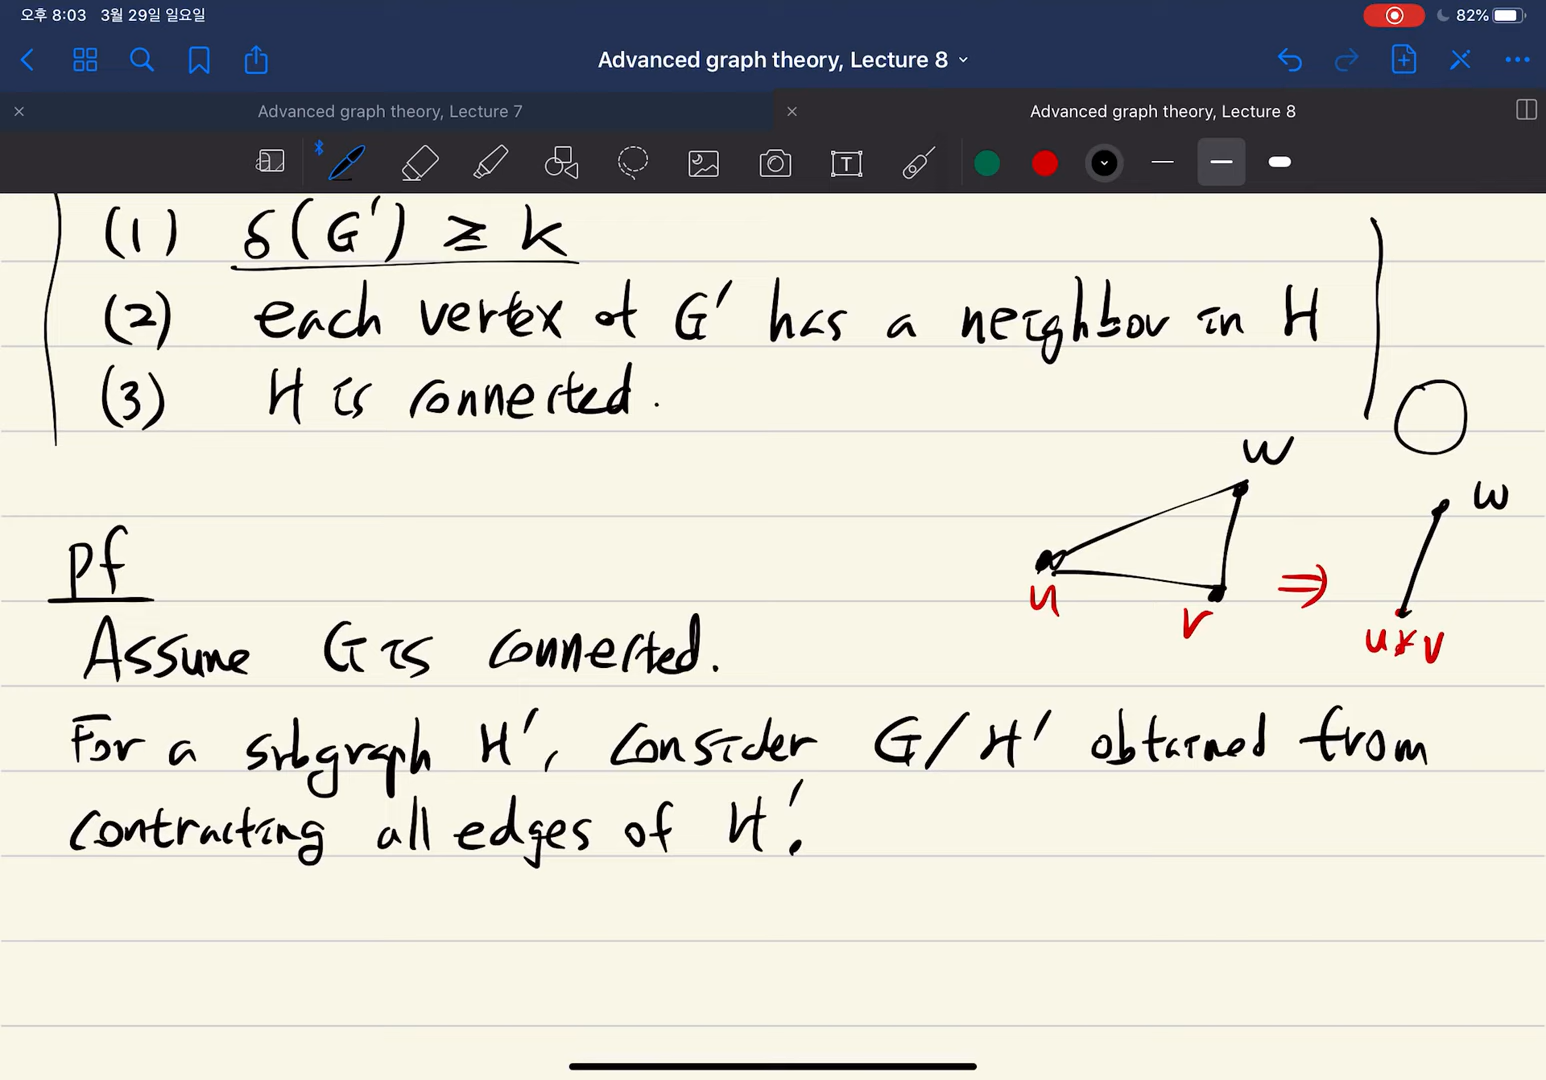 오후 8:03 3월 29일 일요일
82%
Advanced graph theory, Lecture 8
Advanced graph theory, Lecture 7
Advanced graph theory, Lecture 8
(1) δ(G') ≥ k
(2) each vertex of G' has a neighbor in H
(3) H is connected.
w
w
u
v
⇒
u*v
pf
Assume G is connected.
For a subgraph H', consider G/H' obtained from
contracting all edges of H'.